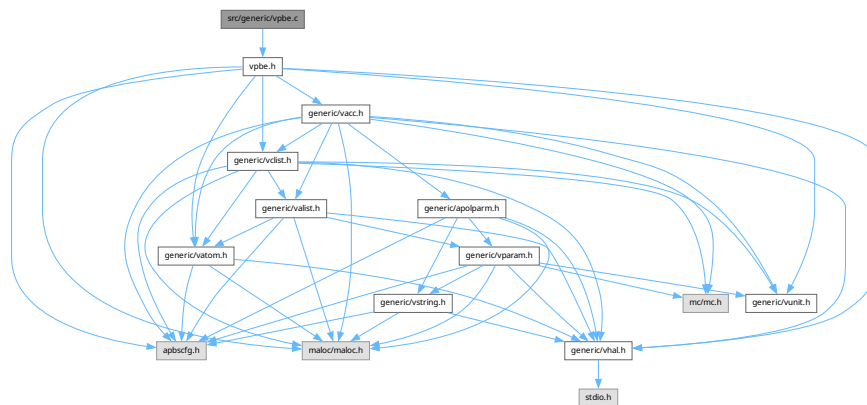 src/generic/vpbe.c
vpbe.h
generic/vacc.h
generic/vclist.h
generic/valist.h
generic/apolparm.h
generic/vatom.h
generic/vparam.h
generic/vstring.h
mc/mc.h
generic/vunit.h
apbscfg.h
maloc/maloc.h
generic/vhal.h
stdio.h